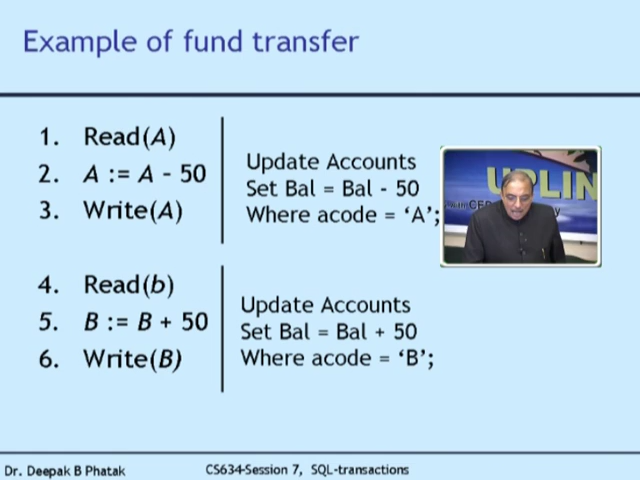 Example of fund transfer
1. Read(A)
2. A := A - 50
3. Write(A)
Update Accounts
Set Bal = Bal - 50
Where acode = ‘A’;
UPLIN
4. Read(b)
5. B := B + 50
6. Write(B)
Update Accounts
Set Bal = Bal + 50
Where acode = ‘B’;
Dr. Deepak B Phatak
CS634-Session 7, SQL-transactions